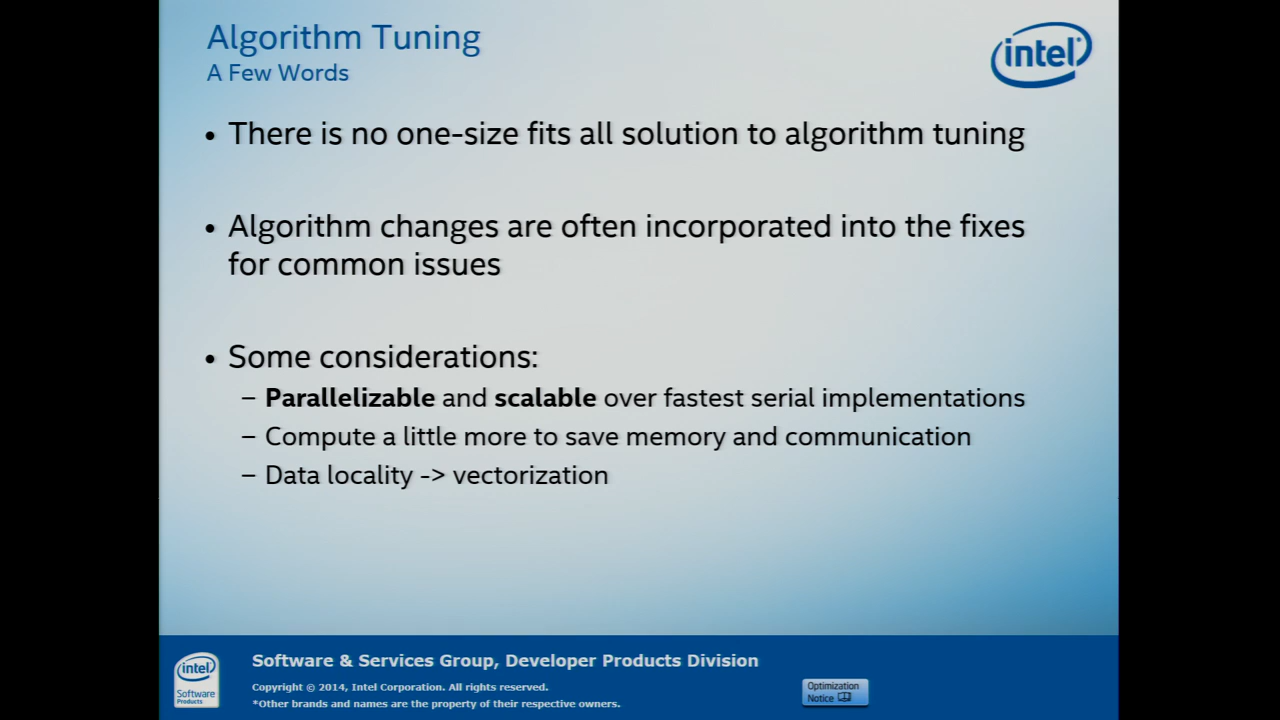 Algorithm Tuning
A Few Words
intel
• There is no one-size fits all solution to algorithm tuning
• Algorithm changes are often incorporated into the fixes
for common issues
• Some considerations:
– Parallelizable and scalable over fastest serial implementations
– Compute a little more to save memory and communication
– Data locality -> vectorization
intel
Software
Products
Software & Services Group, Developer Products Division
Copyright © 2014, Intel Corporation. All rights reserved.
*Other brands and names are the property of their respective owners.
Optimization
Notice